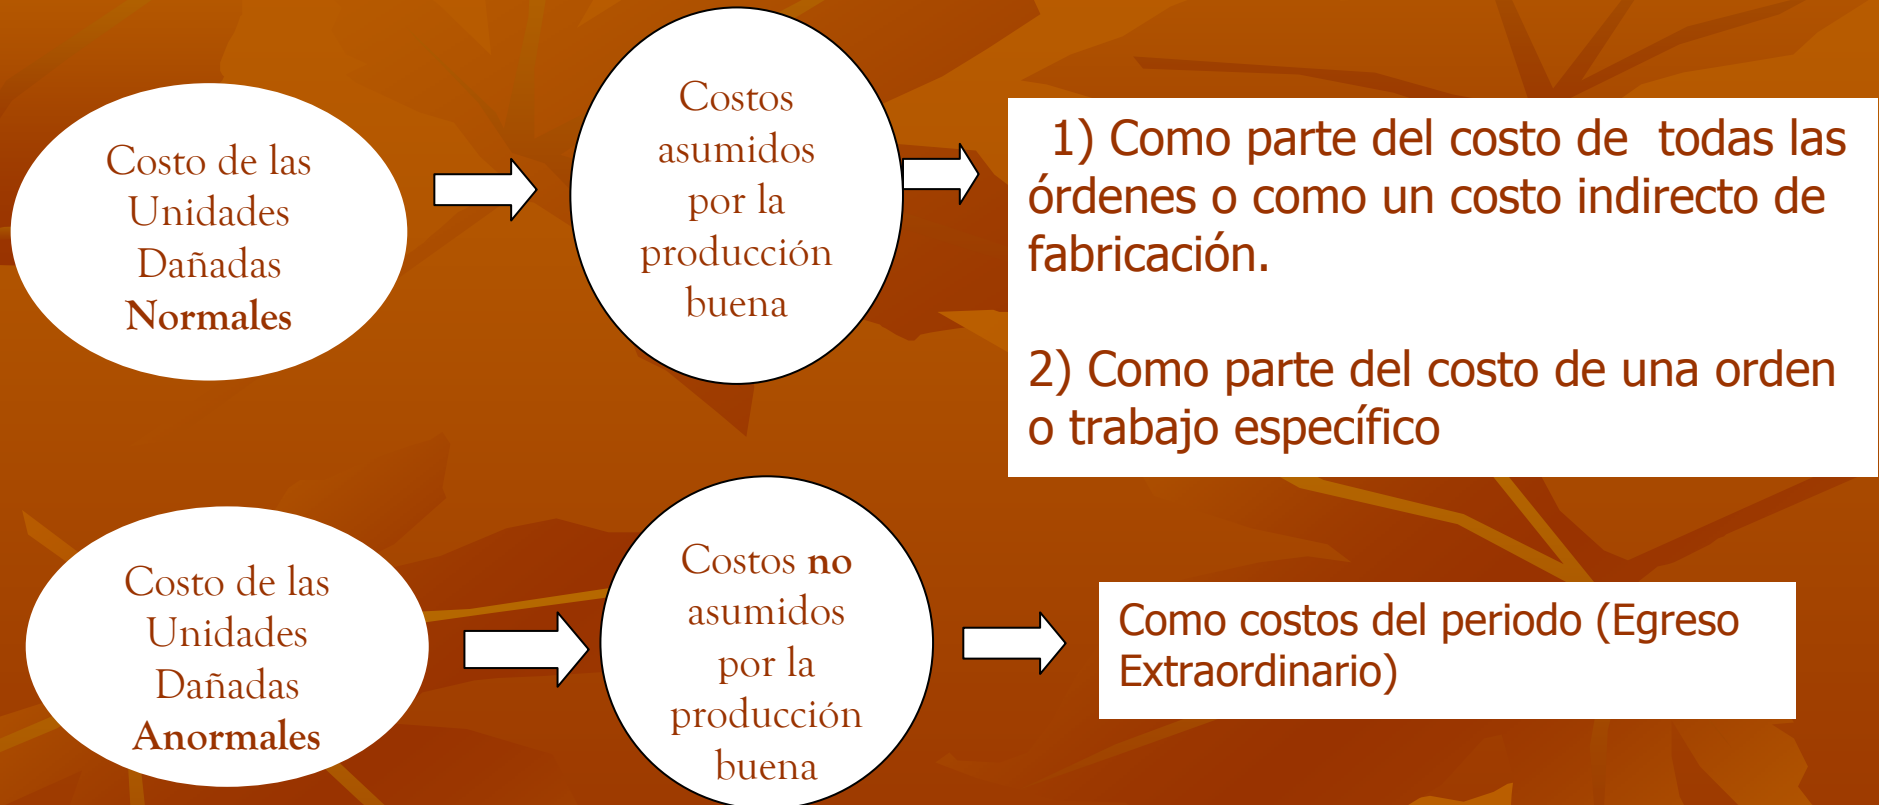 Costo de las
Unidades
Dañadas
Normales
Costos
asumidos
por la
producción
buena
1) Como parte del costo de  todas las
órdenes o como un costo indirecto de
fabricación.
2) Como parte del costo de una orden
o trabajo específico
Costo de las
Unidades
Dañadas
Anormales
Costos no
asumidos
por la
producción
buena
Como costos del periodo (Egreso
Extraordinario)